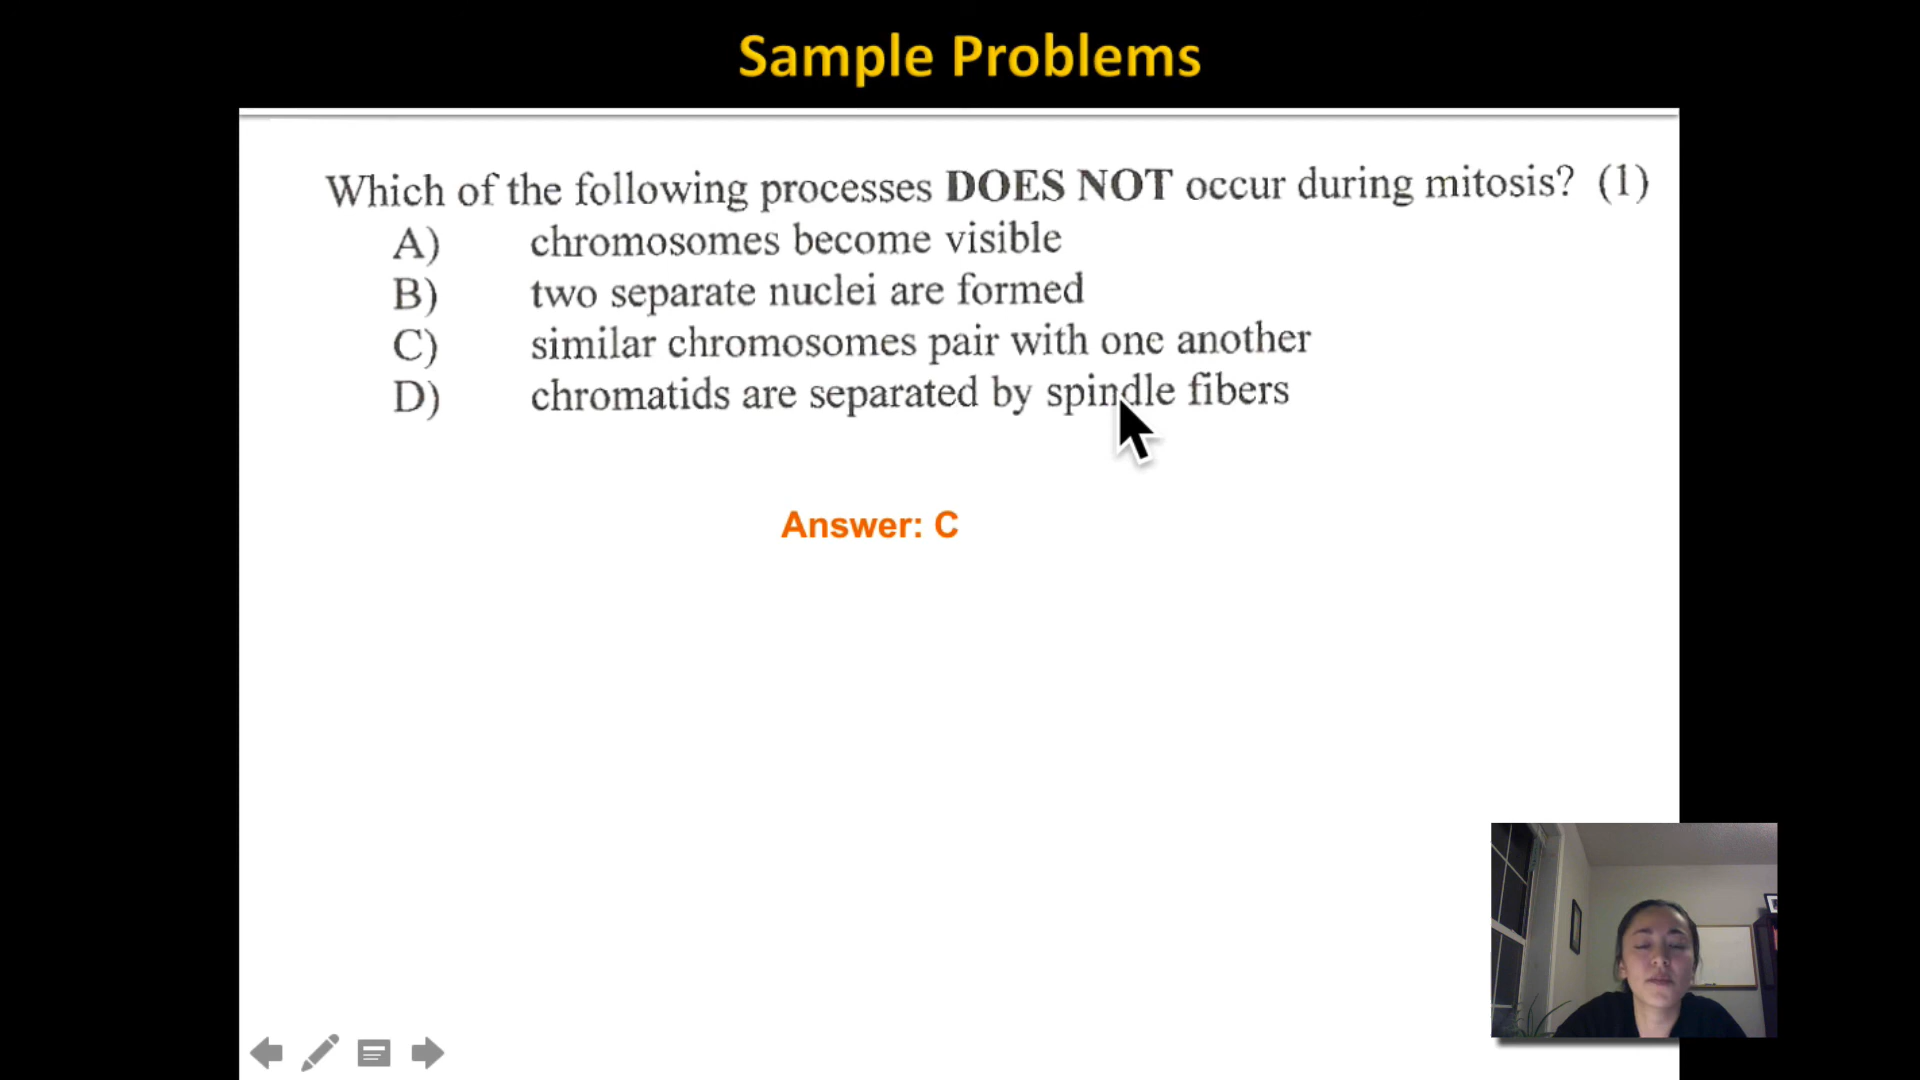 Sample Problems
Which of the following processes DOES NOT occur during mitosis? (1)
A) chromosomes become visible
B) two separate nuclei are formed
C) similar chromosomes pair with one another
D) chromatids are separated by spindle fibers
Answer: C